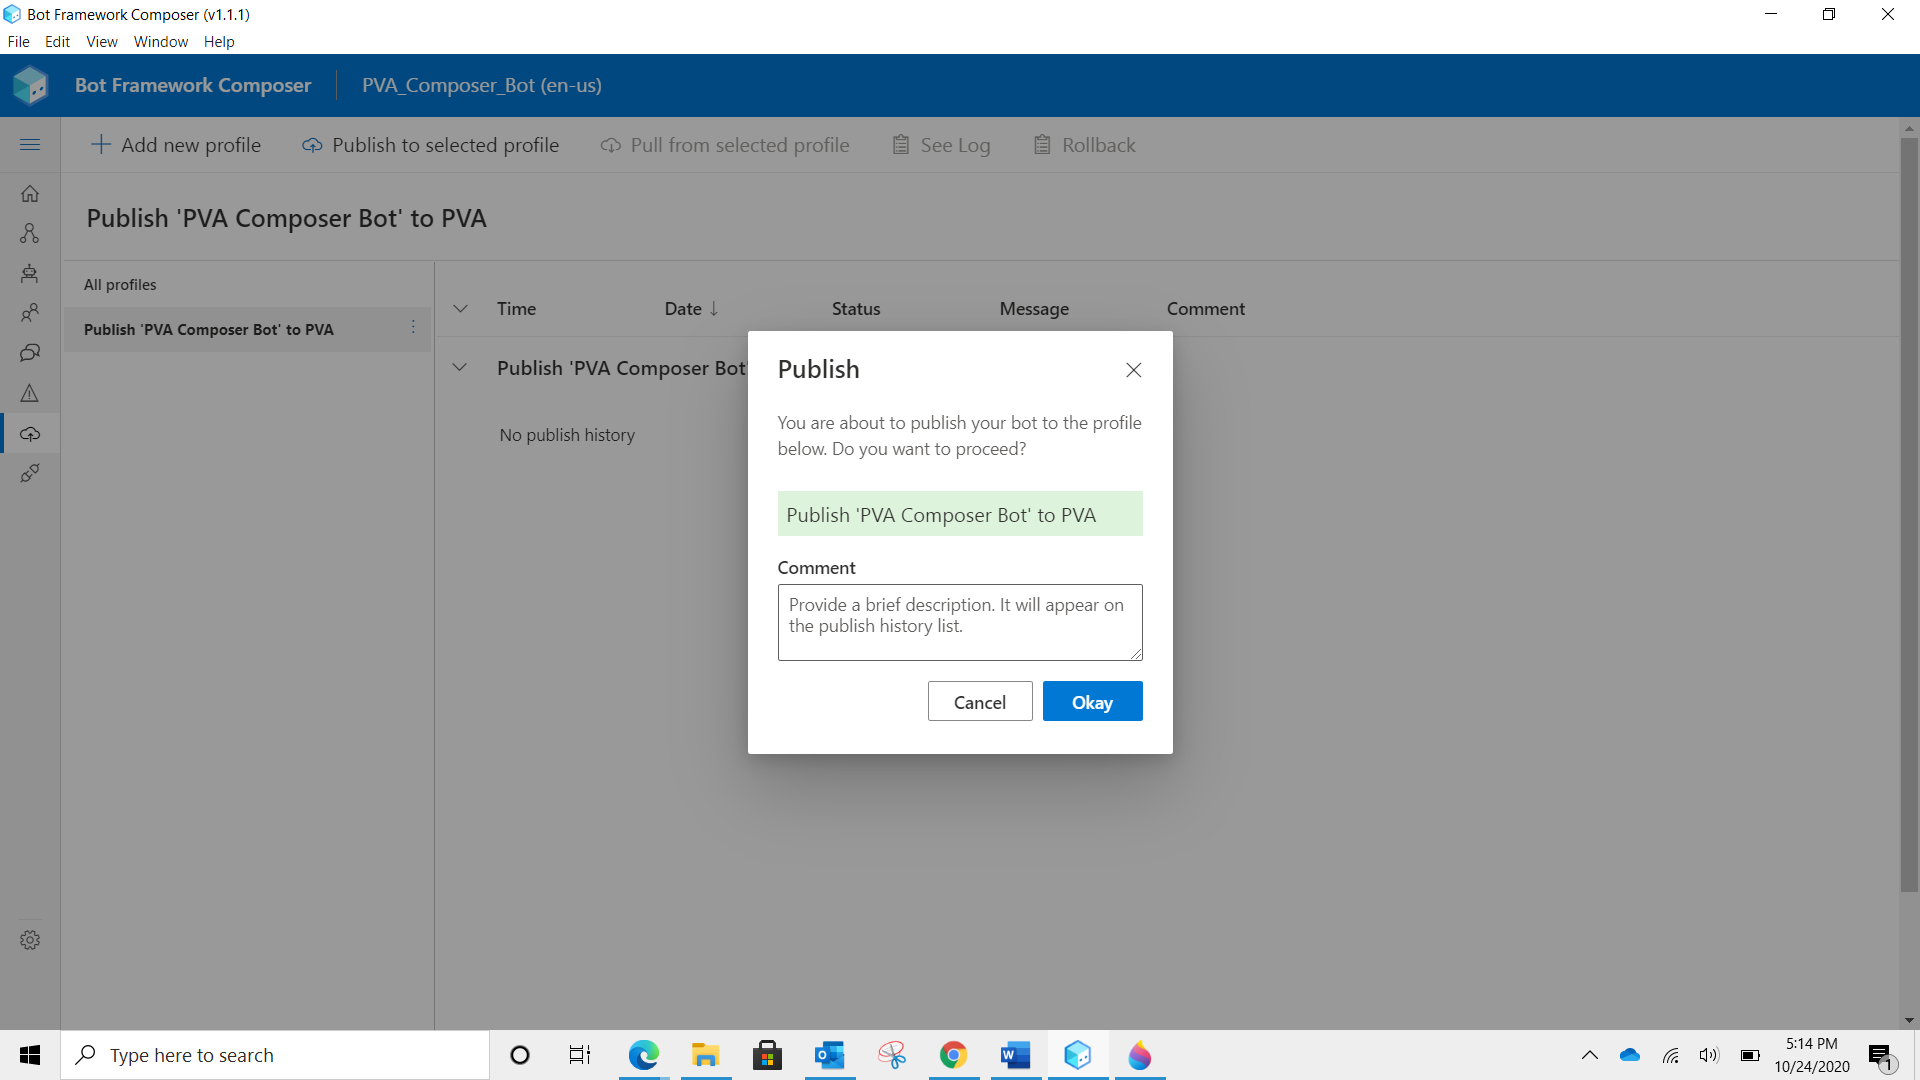 Bot Framework Composer (v1.1.1)
File Edit View Window Help
Bot Framework Composer PVA_Composer_Bot (en-us)
Add new profile Publish to selected profile Pull from selected profile See Log Rollback
Publish 'PVA Composer Bot' to PVA
All profiles
Publish 'PVA Composer Bot' to PVA
Time Date Status Message Comment
Publish 'PVA Composer Bot'
No publish history
Publish
You are about to publish your bot to the profile
below. Do you want to proceed?
Publish 'PVA Composer Bot' to PVA
Comment
Provide a brief description. It will appear on
the publish history list.
Cancel Okay
Type here to search
5:14 PM
10/24/2020
1